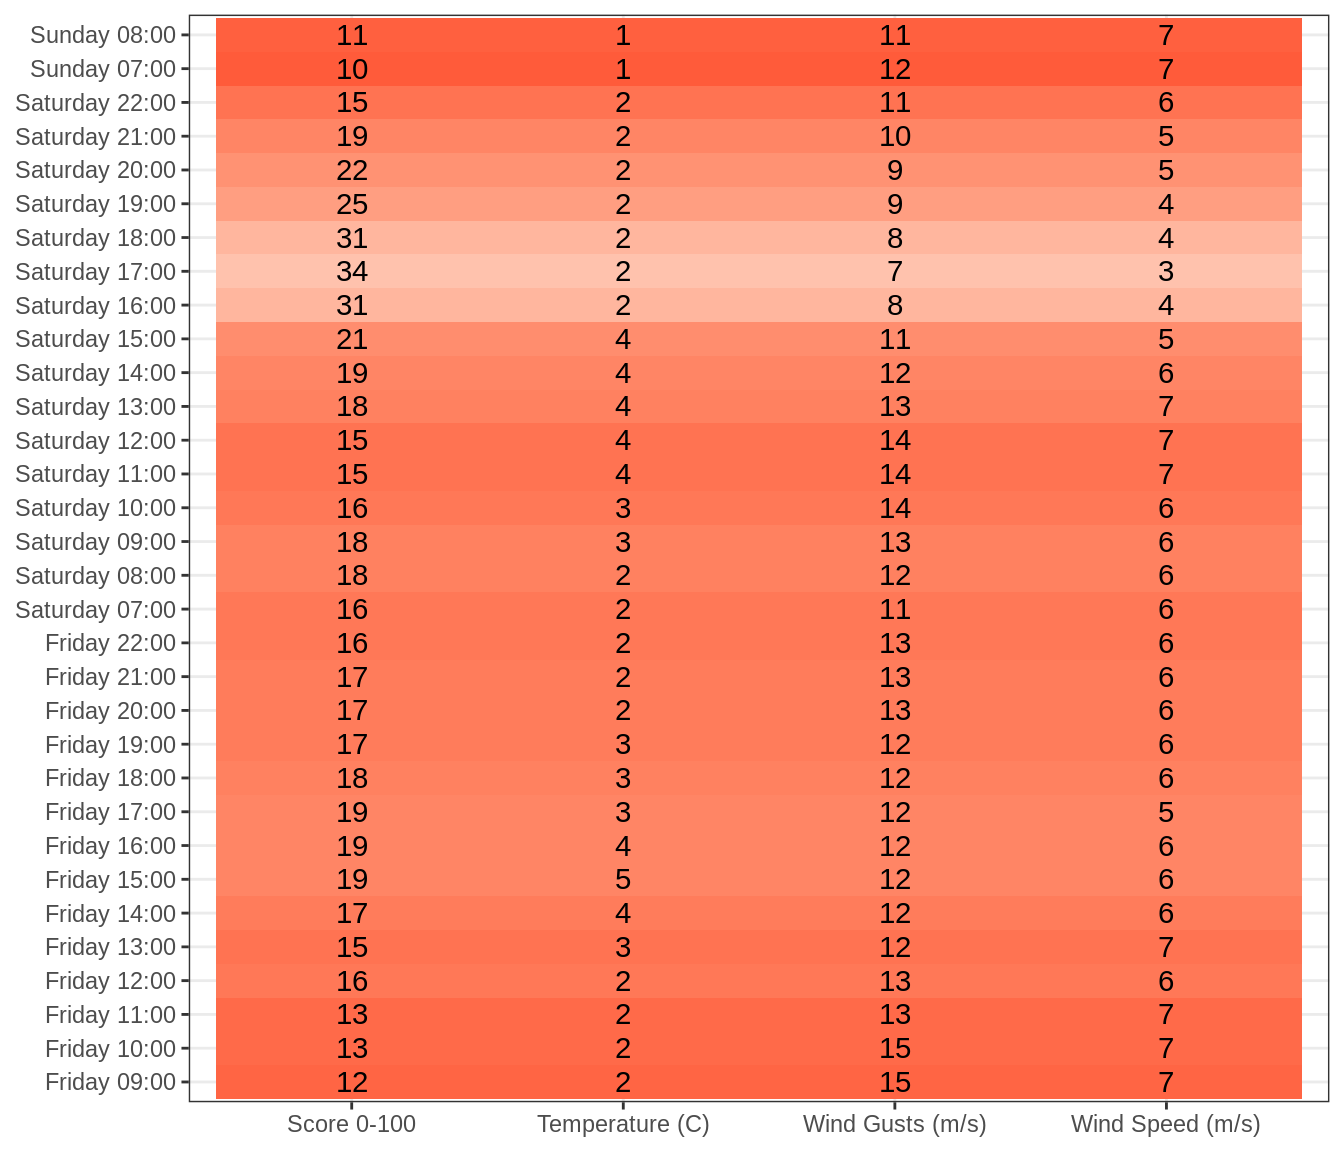 Sunday 08:00 11 1 11 7
Sunday 07:00 10 1 12 7
Saturday 22:00 15 2 11 6
Saturday 21:00 19 2 10 5
Saturday 20:00 22 2 9 5
Saturday 19:00 25 2 9 4
Saturday 18:00 31 2 8 4
Saturday 17:00 34 2 7 3
Saturday 16:00 31 2 8 4
Saturday 15:00 21 4 11 5
Saturday 14:00 19 4 12 6
Saturday 13:00 18 4 13 7
Saturday 12:00 15 4 14 7
Saturday 11:00 15 4 14 7
Saturday 10:00 16 3 14 6
Saturday 09:00 18 3 13 6
Saturday 08:00 18 2 12 6
Saturday 07:00 16 2 11 6
Friday 22:00 16 2 13 6
Friday 21:00 17 2 13 6
Friday 20:00 17 2 13 6
Friday 19:00 17 3 12 6
Friday 18:00 18 3 12 6
Friday 17:00 19 3 12 5
Friday 16:00 19 4 12 6
Friday 15:00 19 5 12 6
Friday 14:00 17 4 12 6
Friday 13:00 15 3 12 7
Friday 12:00 16 2 13 6
Friday 11:00 13 2 13 7
Friday 10:00 13 2 15 7
Friday 09:00 12 2 15 7
Score 0-100 Temperature (C) Wind Gusts (m/s) Wind Speed (m/s)